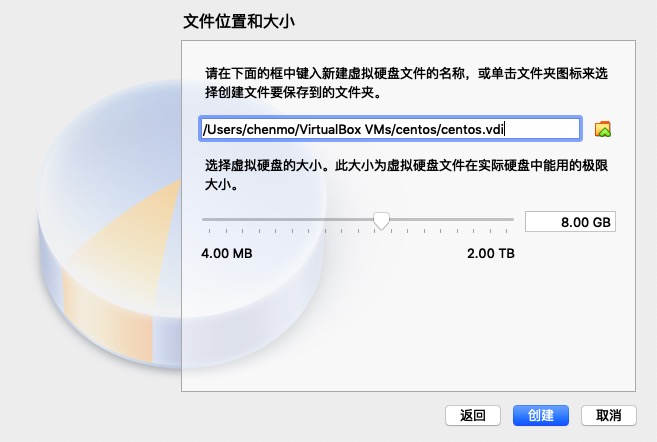 文件位置和大小
请在下面的框中键入新建虚拟硬盘文件的名称，或单击文件夹图标来选
择创建文件要保存到的文件夹。
/Users/chenmo/VirtualBox VMs/centos/centos.vdi
选择虚拟硬盘的大小。此大小为虚拟硬盘文件在实际硬盘中能用的极限
大小。
8.00 GB
4.00 MB 2.00 TB
返回 创建 取消